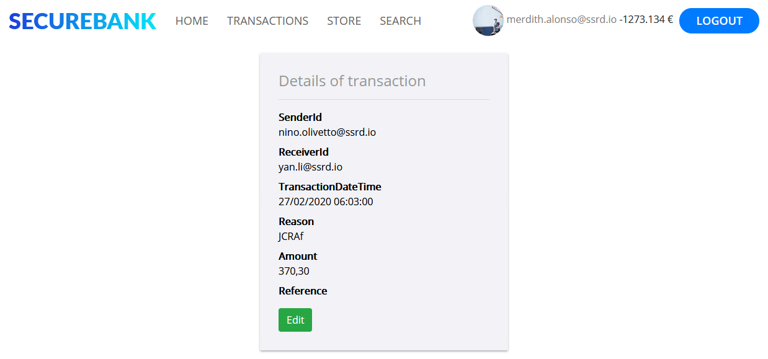 SECUREBANK HOME TRANSACTIONS STORE SEARCH merdith.alonso@ssrd.io -1273.134 € LOGOUT
Details of transaction
SenderId
nino.olivetto@ssrd.io
ReceiverId
yan.li@ssrd.io
TransactionDateTime
27/02/2020 06:03:00
Reason
JCRAf
Amount
370,30
Reference
Edit